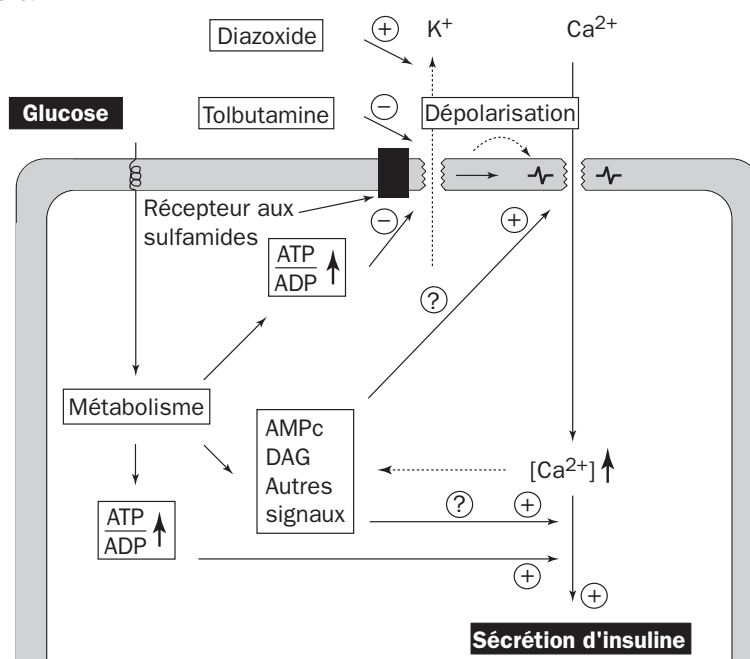 Diazoxide
+
K+
Ca2+
Glucose
Tolbutamine
−
Dépolarisation
Récepteur aux
sulfamides
−
+
ATP
ADP
?
Métabolisme
AMPc
DAG
Autres
signaux
[Ca2+]
?
+
ATP
ADP
+
+
Sécrétion d'insuline